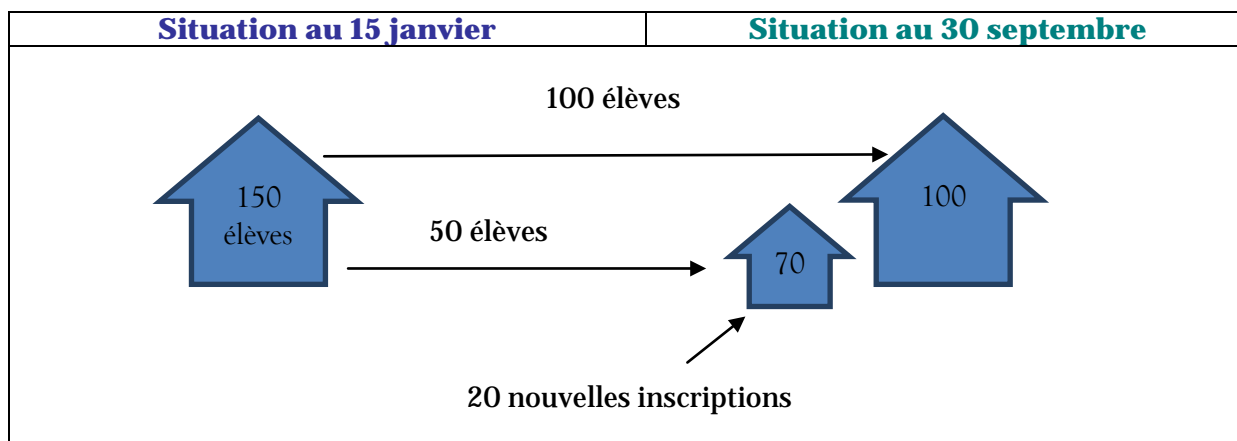 Situation au 15 janvier
Situation au 30 septembre
100 élèves
150
élèves
100
50 élèves
70
20 nouvelles inscriptions